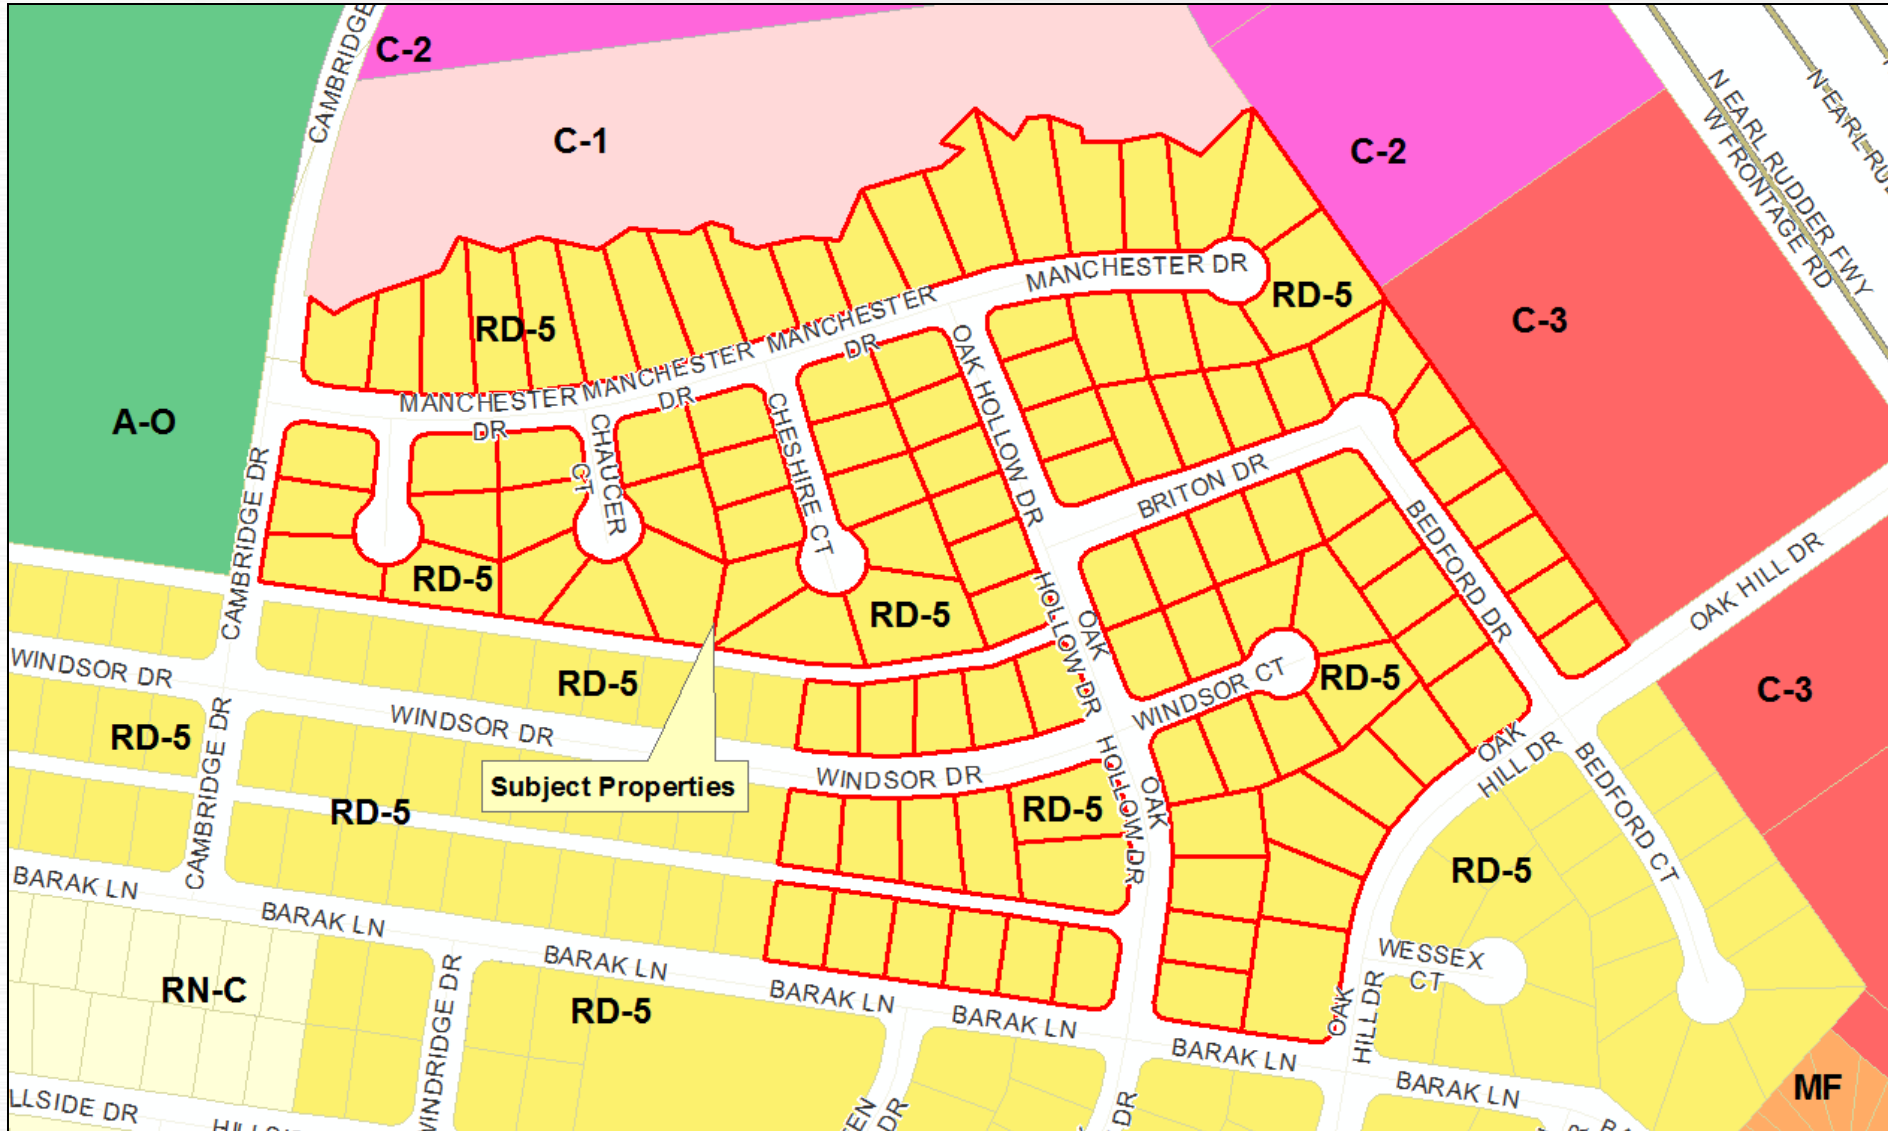 CAMBRIDGE
C-2
C-1
C-2
N EARL RUDDER FWY
W FRONTAGE RD
C-3
MANCHESTER DR
RD-5
RD-5
MANCHESTER
DR
MANCHESTER
DR
MANCHESTER
DR
A-O
CHAUCER
CT
CHESHIRE CT
OAK HOLLOW DR
BRITON DR
BEDFORD DR
CAMBRIDGE DR
RD-5
RD-5
OAK
HOLLOW DR
OAK HILL DR
WINDSOR CT
RD-5
C-3
WINDSOR DR
RD-5
RD-5
CAMBRIDGE DR
WINDSOR DR
Subject Properties
WINDSOR DR
RD-5
OAK
HOLLOW DR
OAK
HILL DR
BEDFORD CT
RD-5
RD-5
BARAK LN
BARAK LN
BARAK LN
BARAK LN
BARAK LN
BARAK LN
BARAK LN
WESSEX
CT
OAK
HILL DR
RN-C
RD-5
WINDRIDGE DR
MF
LLSIDE DR
EEN
DR
DR